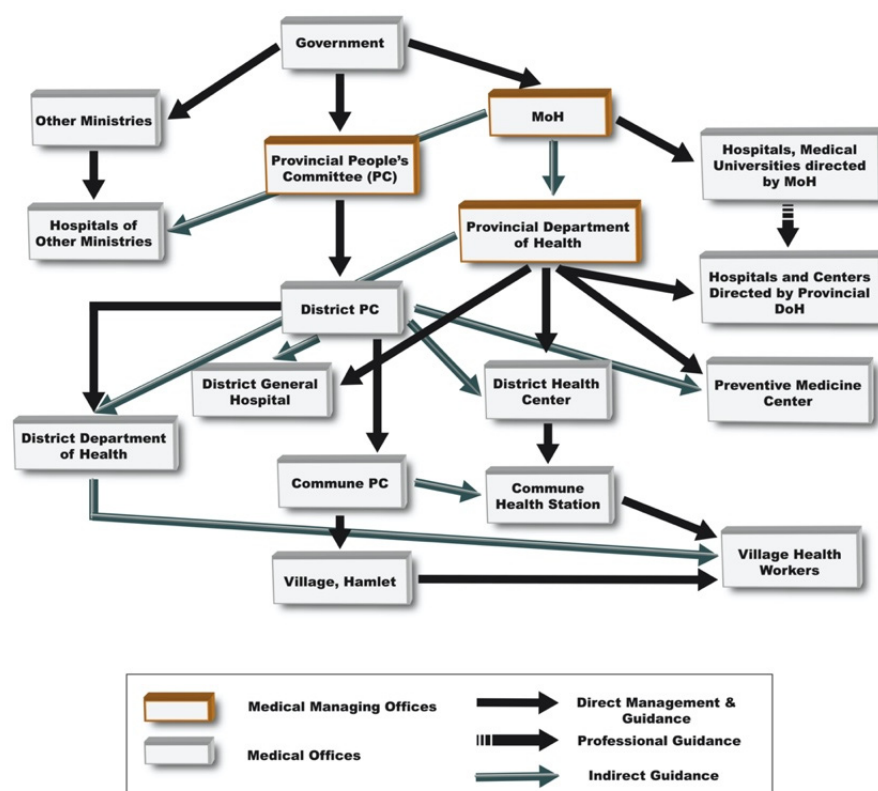 Government
Other Ministries
MoH
Provincial People's
Committee (PC)
Hospitals, Medical
Universities directed
by MoH
Hospitals of
Other Ministries
Provincial Department
of Health
Hospitals and Centers
Directed by Provincial
DoH
District PC
District General
Hospital
District Health
Center
Preventive Medicine
Center
District Department
of Health
Commune PC
Commune
Health Station
Village Health
Workers
Village, Hamlet
Medical Managing Offices
Direct Management &
Guidance
Professional Guidance
Medical Offices
Indirect Guidance